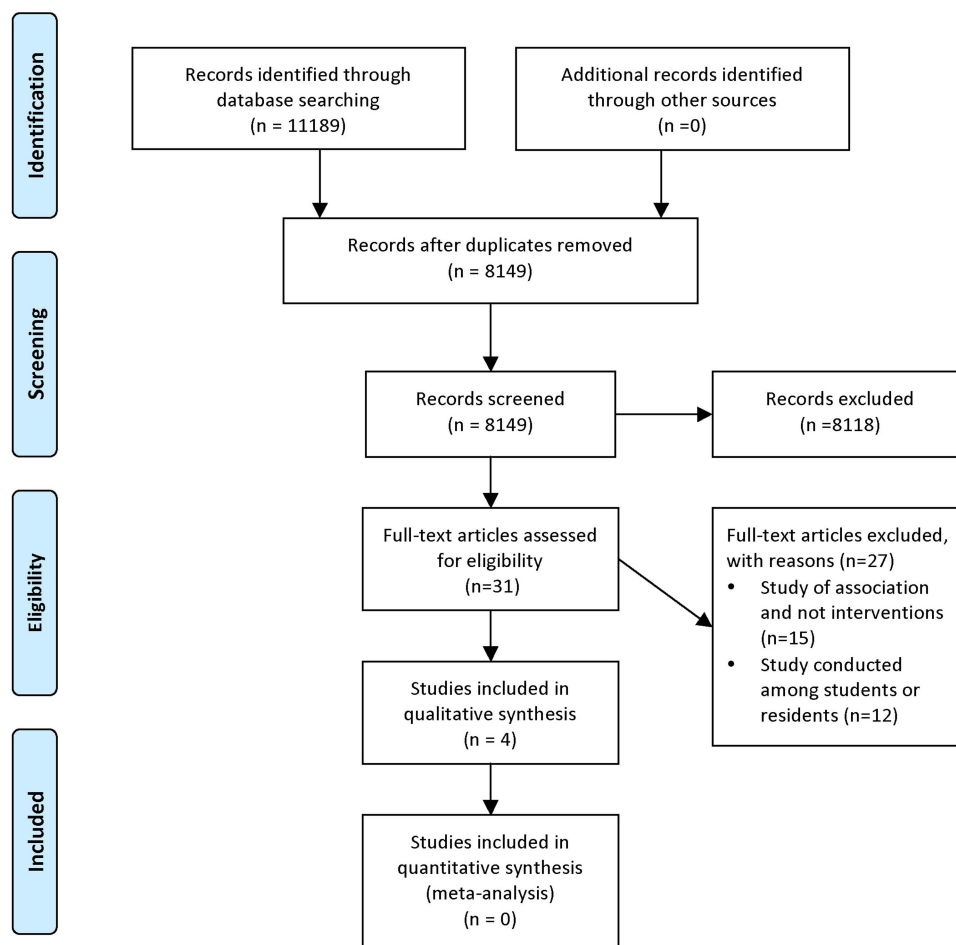 Identification
Records identified through
database searching
(n = 11189)
Additional records identified
through other sources
(n =0)
Records after duplicates removed
(n = 8149)
Screening
Records screened
(n = 8149)
Records excluded
(n =8118)
Eligibility
Full-text articles assessed
for eligibility
(n=31)
Full-text articles excluded,
with reasons (n=27)
• Study of association
and not interventions
(n=15)
• Study conducted
among students or
residents (n=12)
Studies included in
qualitative synthesis
(n = 4)
Included
Studies included in
quantitative synthesis
(meta-analysis)
(n = 0)